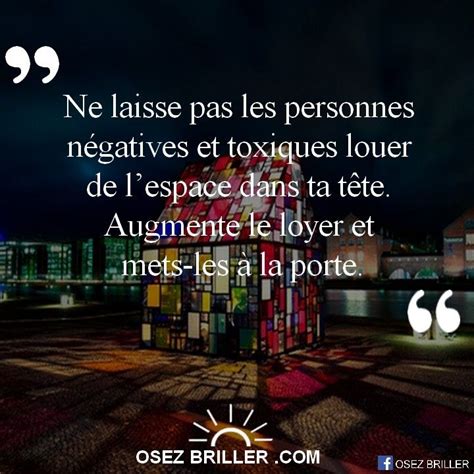 Ne laisse pas les personnes
négatives et toxiques louer
de l’espace dans ta tête.
Augmente le loyer et
mets-les à la porte.
OSEZ BRILLER .COM
f OSEZ BRILLER